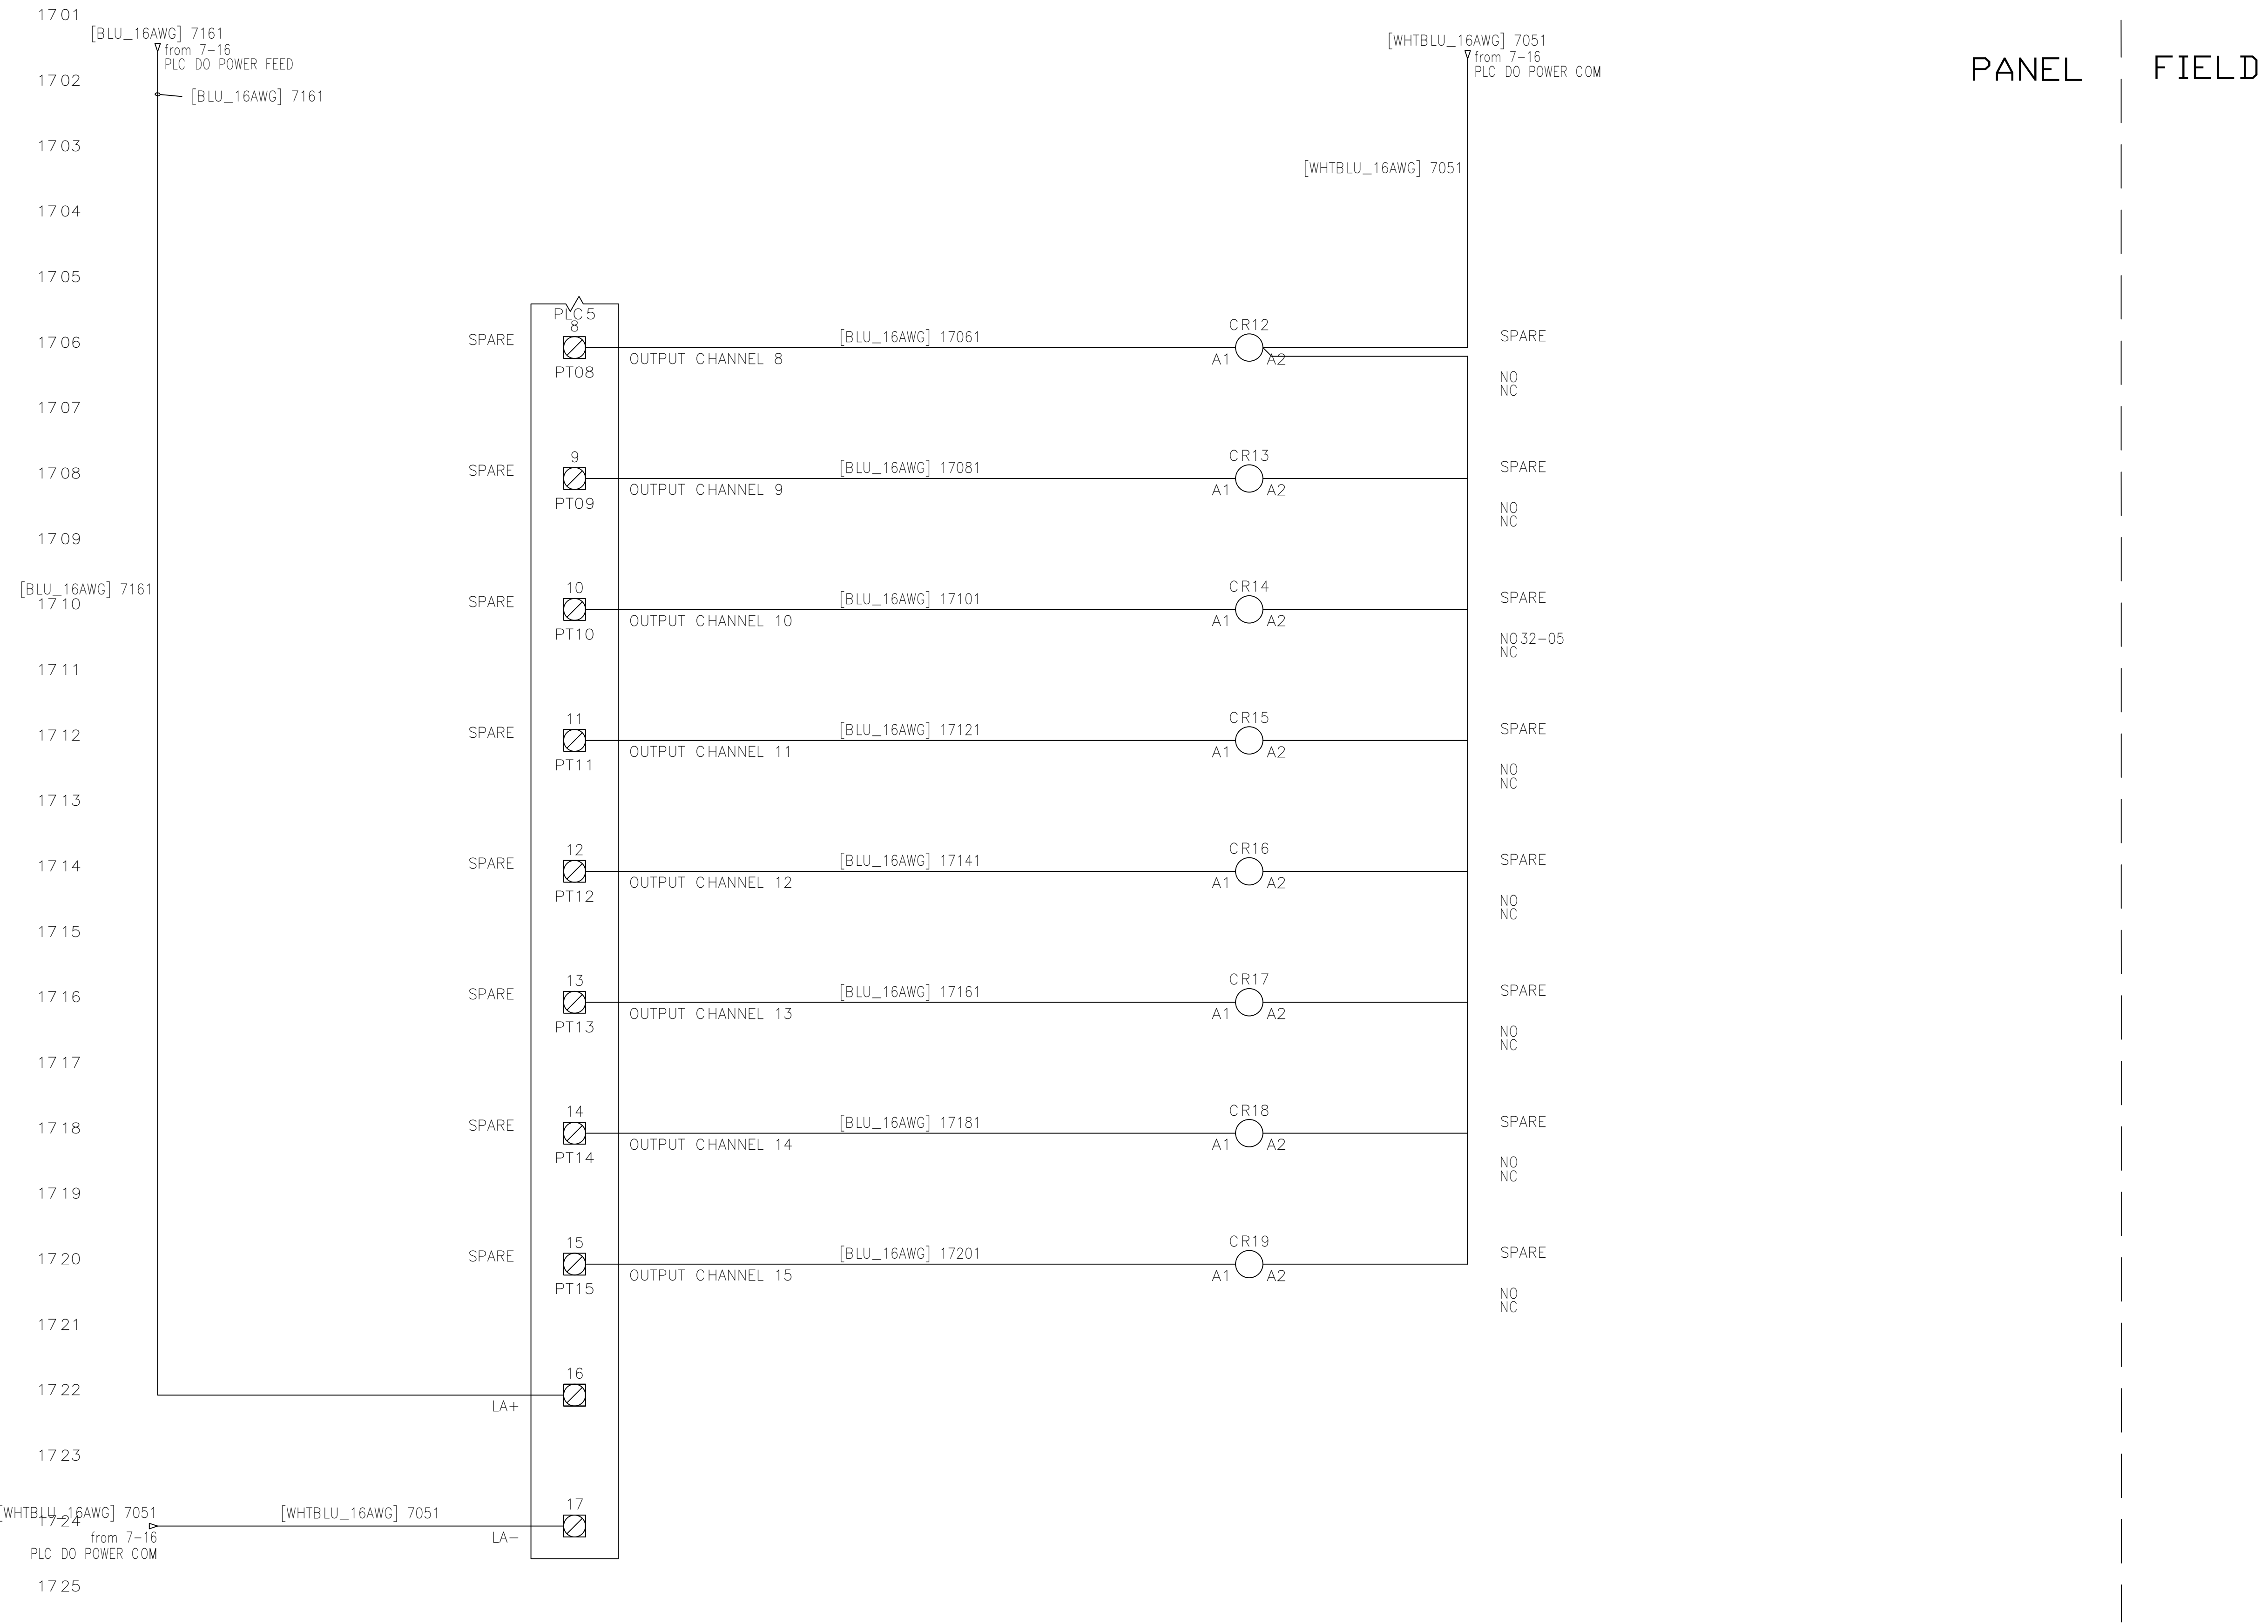 1701
[BLU_16AWG] 7161
from 7-16
PLC DO POWER FEED
[WHTBLU_16AWG] 7051
from 7-16
PLC DO POWER COM
PANEL FIELD
1702
[BLU_16AWG] 7161
1703
[WHTBLU_16AWG] 7051
1704
1705
PLC5
1706
SPARE
8
PT08
OUTPUT CHANNEL 8
[BLU_16AWG] 17061
CR12
A1 A2
SPARE
NO
NC
1707
1708
SPARE
9
PT09
OUTPUT CHANNEL 9
[BLU_16AWG] 17081
CR13
A1 A2
SPARE
NO
NC
1709
[BLU_16AWG] 7161
1710
SPARE
10
PT10
OUTPUT CHANNEL 10
[BLU_16AWG] 17101
CR14
A1 A2
SPARE
NO 32-05
NC
1711
1712
SPARE
11
PT11
OUTPUT CHANNEL 11
[BLU_16AWG] 17121
CR15
A1 A2
SPARE
NO
NC
1713
1714
SPARE
12
PT12
OUTPUT CHANNEL 12
[BLU_16AWG] 17141
CR16
A1 A2
SPARE
NO
NC
1715
1716
SPARE
13
PT13
OUTPUT CHANNEL 13
[BLU_16AWG] 17161
CR17
A1 A2
SPARE
NO
NC
1717
1718
SPARE
14
PT14
OUTPUT CHANNEL 14
[BLU_16AWG] 17181
CR18
A1 A2
SPARE
NO
NC
1719
1720
SPARE
15
PT15
OUTPUT CHANNEL 15
[BLU_16AWG] 17201
CR19
A1 A2
SPARE
NO
NC
1721
1722
16
LA+
1723
[WHTBLU_16AWG] 7051
1724
from 7-16
PLC DO POWER COM
[WHTBLU_16AWG] 7051
17
LA-
1725